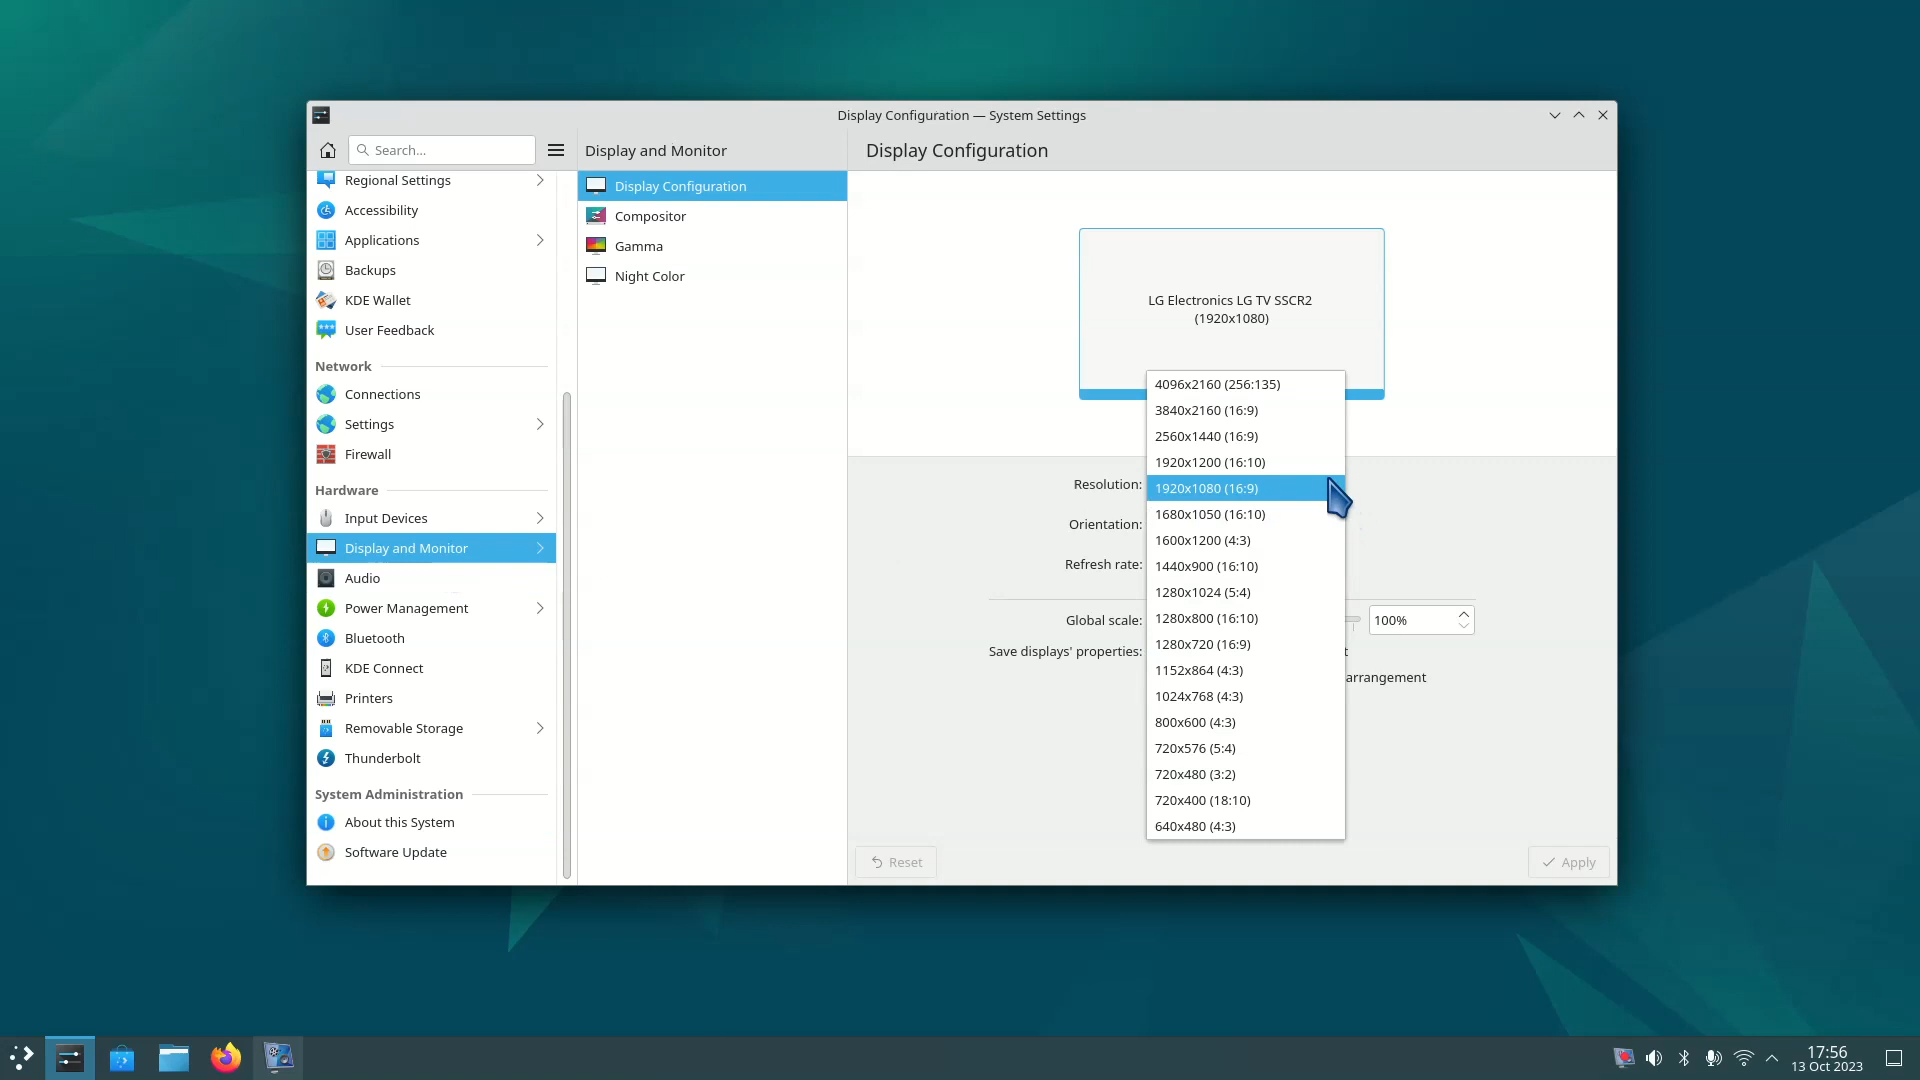 Display Configuration — System Settings
Search...
Display and Monitor
Display Configuration
Regional Settings
Accessibility
Applications
Backups
KDE Wallet
User Feedback
Network
Connections
Settings
Firewall
Hardware
Input Devices
Display and Monitor
Audio
Power Management
Bluetooth
KDE Connect
Printers
Removable Storage
Thunderbolt
System Administration
About this System
Software Update
Display Configuration
Compositor
Gamma
Night Color
LG Electronics LG TV SSCR2
(1920x1080)
Resolution:
Orientation:
Refresh rate:
Global scale:
100%
Save displays' properties:
arrangement
4096x2160 (256:135)
3840x2160 (16:9)
2560x1440 (16:9)
1920x1200 (16:10)
1920x1080 (16:9)
1680x1050 (16:10)
1600x1200 (4:3)
1440x900 (16:10)
1280x1024 (5:4)
1280x800 (16:10)
1280x720 (16:9)
1152x864 (4:3)
1024x768 (4:3)
800x600 (4:3)
720x576 (5:4)
720x480 (3:2)
720x400 (18:10)
640x480 (4:3)
Reset
Apply
17:56
13 Oct 2023